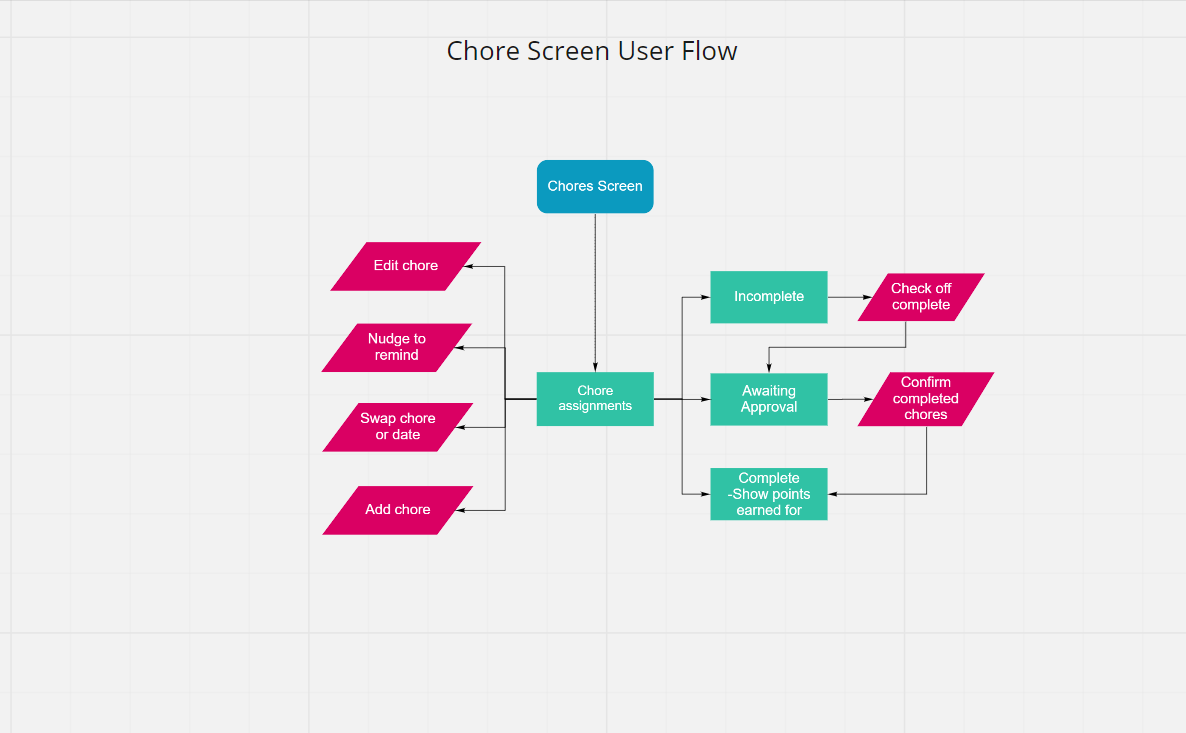 Chore Screen User Flow
Chores Screen
Edit chore
Nudge to
remind
Swap chore
or date
Add chore
Chore
assignments
Incomplete
Check off
complete
Awaiting
Approval
Confirm
completed
chores
Complete
-Show points
earned for